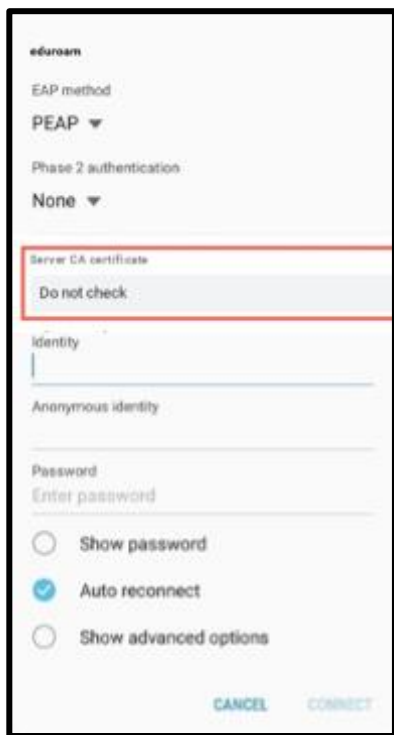 eduroam
EAP method
PEAP
Phase 2 authentication
None
Server CA certificate
Do not check
Identity
Anonymous identity
Password
Enter password
Show password
Auto reconnect
Show advanced options
CANCEL CONNECT